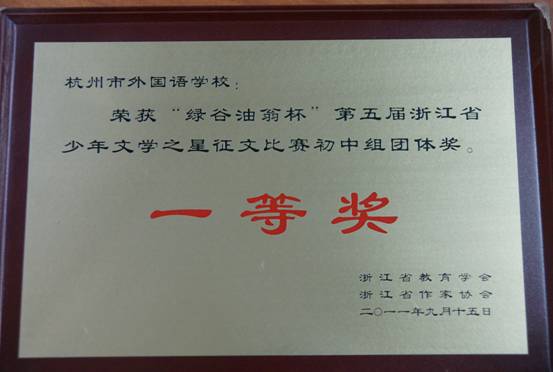 杭州市外国语学校：
荣获“绿谷油翁杯”第五届浙江省
少年文学之星征文比赛初中组团体奖。
一等奖
浙江省教育学会
浙江省作家协会
二〇一一年九月十五日